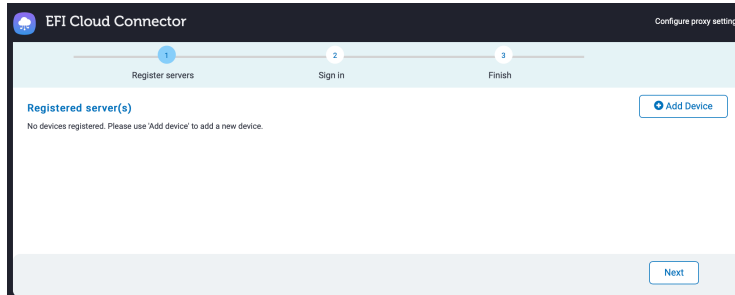 EFI Cloud Connector
Configure proxy setting
1 2 3
Register servers Sign in Finish
Registered server(s)
Add Device
No devices registered. Please use 'Add device' to add a new device.
Next